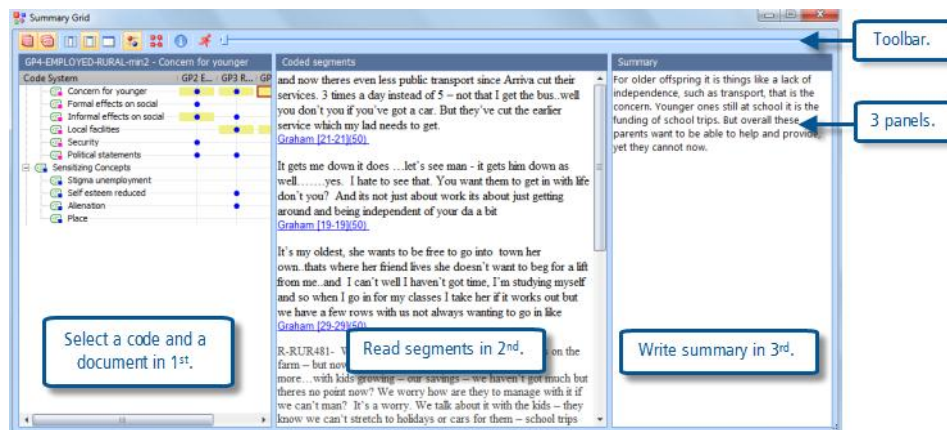 Summary Grid
Toolbar.
GP4-EMPLOYED-RURAL-min2 - Concern for younger
Code System GP2 E... GP3 R... GP
Concern for younger
Formal effects on social
Informal effects on social
Local facilities
Security
Political statements
Sensitizing Concepts
Stigma unemployment
Self esteem reduced
Alienation
Place
Select a code and a
document in 1st.
Coded segments
and now theres even less public transport since Arriva cut their
services. 3 times a day instead of 5 – not that I get the bus..well
you don't you if you've got a car. But they've cut the earlier
service which my lad needs to get.
Graham [21-21](50)
It gets me down it does …let's see man - it gets him down as
well…….yes. I hate to see that. You want them to get in with life
don't you? And its not just about work its about just getting
around and being independent of your da a bit
Graham [19-19](50)
It's my oldest, she wants to be free to go into town her
own..thats where her friend lives she doesn't want to beg for a lift
from me..and I can't well I haven't got time, I'm studying myself
and so when I go in for my classes I take her if it works out but
we have a few rows with us not always wanting to go in like
Graham [29-29](50)
R-RUR481- on the
farm – but now
more…with kids growing – our savings – we haven't got much but
theres no point now? We worry how are they to manage with it if
we can't man? It's a worry. We talk about it with the kids – they
know we can't stretch to holidays or cars for them – school trips
Read segments in 2nd.
Summary
For older offspring it is things like a lack of
independence, such as transport, that is the
concern. Younger ones still at school it is the
funding of school trips. But overall these
parents want to be able to help and provide,
yet they cannot now.
3 panels.
Write summary in 3rd.